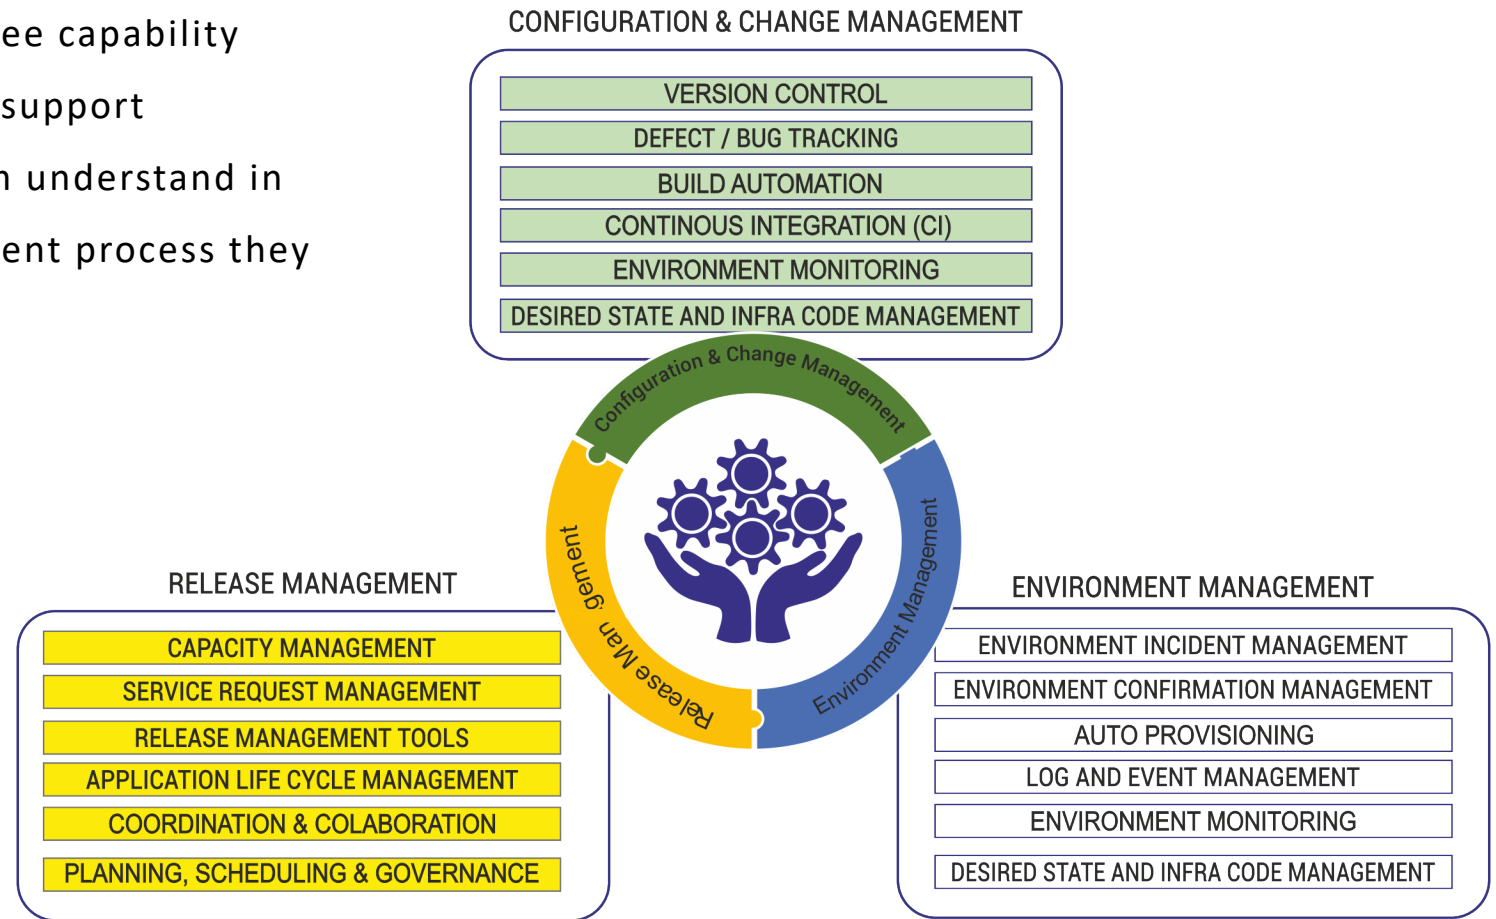 ee capability
support
understand in
ent process they
CONFIGURATION & CHANGE MANAGEMENT
VERSION CONTROL
DEFECT / BUG TRACKING
BUILD AUTOMATION
CONTINOUS INTEGRATION (CI)
ENVIRONMENT MONITORING
DESIRED STATE AND INFRA CODE MANAGEMENT
Configuration & Change Management
Environment Management
Release Man gement
RELEASE MANAGEMENT
CAPACITY MANAGEMENT
SERVICE REQUEST MANAGEMENT
RELEASE MANAGEMENT TOOLS
APPLICATION LIFE CYCLE MANAGEMENT
COORDINATION & COLABORATION
PLANNING, SCHEDULING & GOVERNANCE
ENVIRONMENT MANAGEMENT
ENVIRONMENT INCIDENT MANAGEMENT
ENVIRONMENT CONFIRMATION MANAGEMENT
AUTO PROVISIONING
LOG AND EVENT MANAGEMENT
ENVIRONMENT MONITORING
DESIRED STATE AND INFRA CODE MANAGEMENT